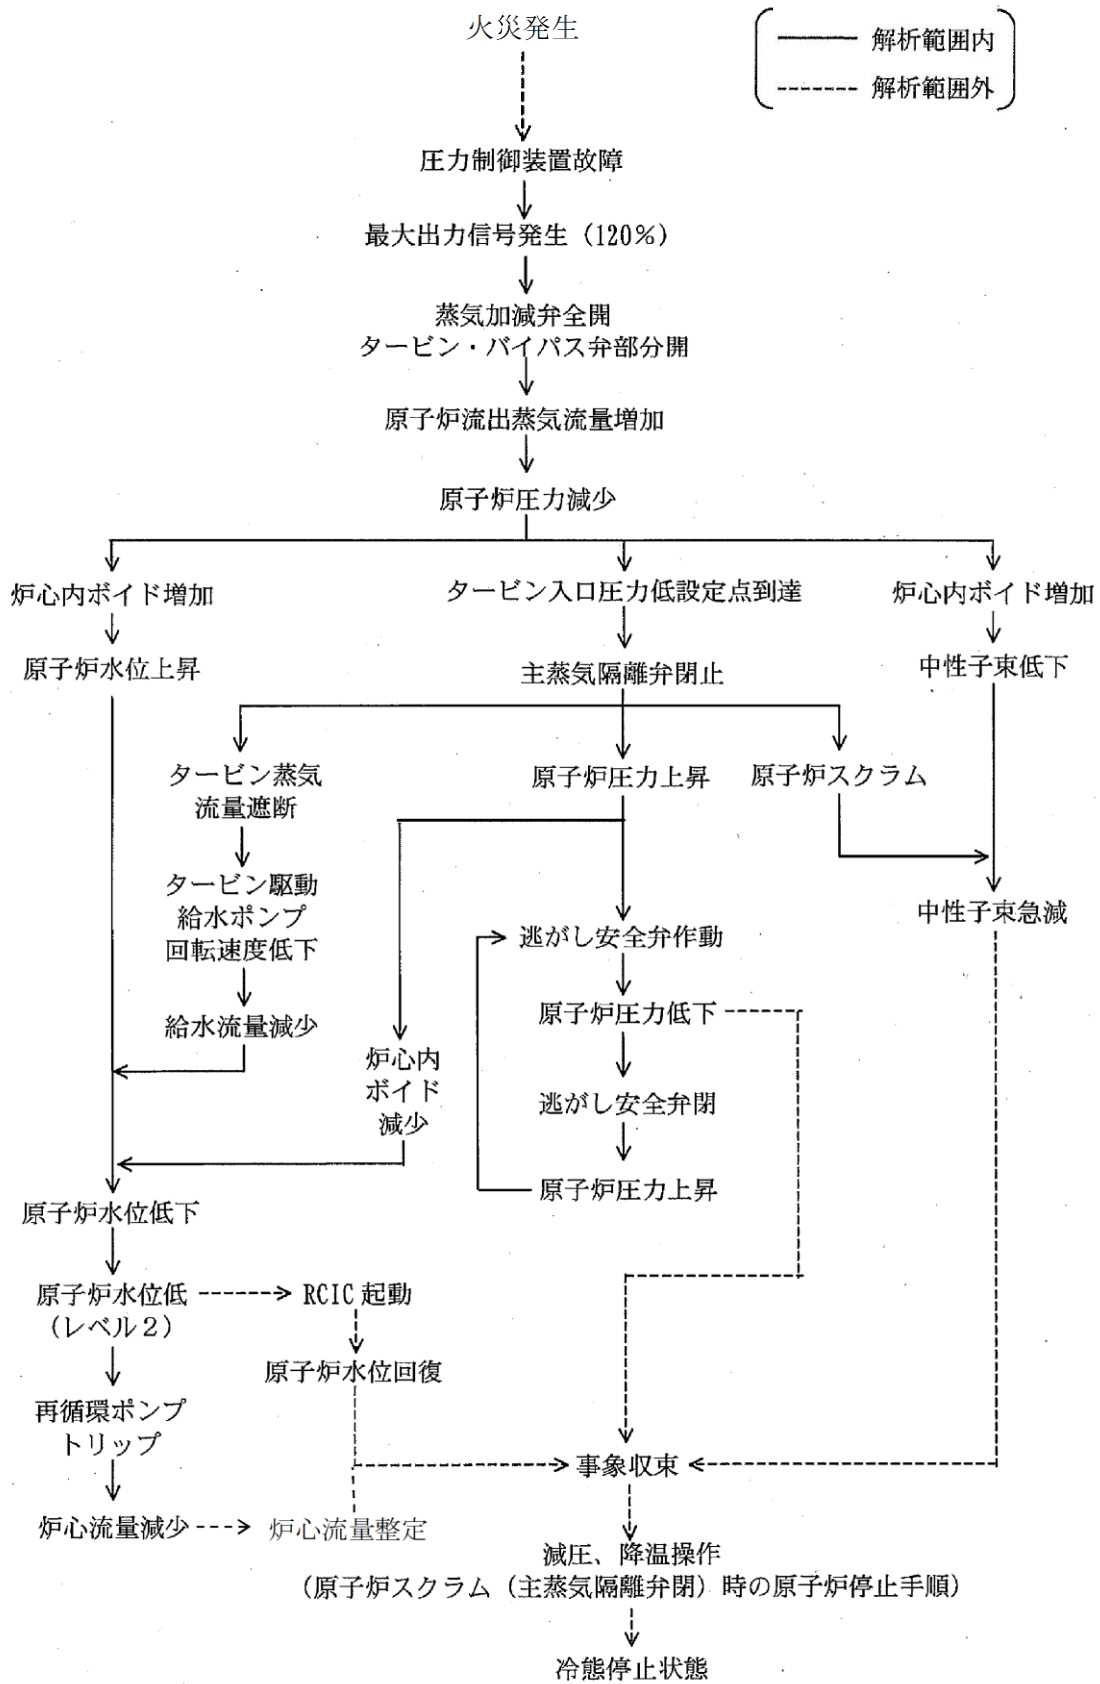 火災発生
解析範囲内
解析範囲外
圧力制御装置故障
最大出力信号発生（120％）
蒸気加減弁全開
タービン・バイパス弁部分開
原子炉流出蒸気流量増加
原子炉圧力減少
炉心内ボイド増加
タービン入口圧力低設定点到達
炉心内ボイド増加
原子炉水位上昇
主蒸気隔離弁閉止
中性子束低下
タービン蒸気
流量遮断
原子炉圧力上昇
原子炉スクラム
タービン駆動
給水ポンプ
回転速度低下
中性子束急減
逃がし安全弁作動
給水流量減少
原子炉圧力低下
炉心内
ボイド
減少
逃がし安全弁閉
原子炉圧力上昇
原子炉水位低下
原子炉水位低
（レベル２）
RCIC 起動
原子炉水位回復
再循環ポンプ
トリップ
事象収束
炉心流量減少
炉心流量整定
減圧、降温操作
（原子炉スクラム（主蒸気隔離弁閉）時の原子炉停止手順）
冷態停止状態